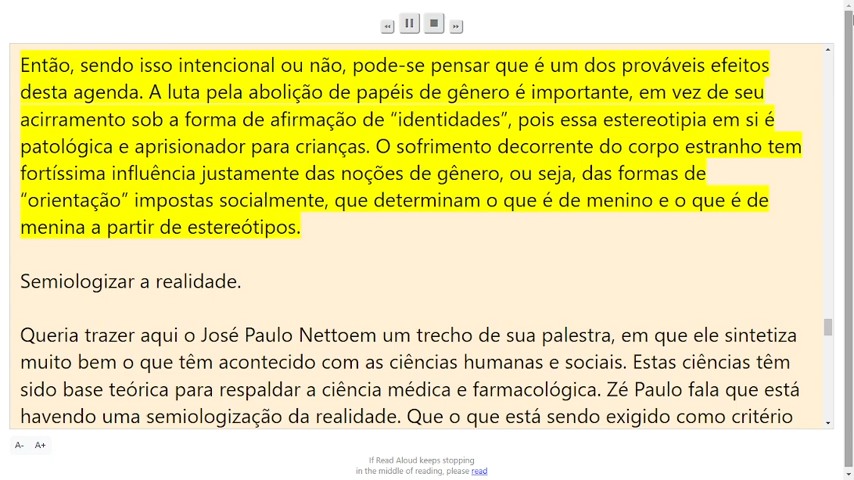 Então, sendo isso intencional ou não, pode-se pensar que é um dos prováveis efeitos
desta agenda. A luta pela abolição de papéis de gênero é importante, em vez de seu
acirramento sob a forma de afirmação de “identidades”, pois essa estereotipia em si é
patológica e aprisionador para crianças. O sofrimento decorrente do corpo estranho tem
fortíssima influência justamente das noções de gênero, ou seja, das formas de
“orientação” impostas socialmente, que determinam o que é de menino e o que é de
menina a partir de estereótipos.
Semiologizar a realidade.
Queria trazer aqui o José Paulo Nettoem um trecho de sua palestra, em que ele sintetiza
muito bem o que têm acontecido com as ciências humanas e sociais. Estas ciências têm
sido base teórica para respaldar a ciência médica e farmacológica. Zé Paulo fala que está
havendo uma semiologização da realidade. Que o que está sendo exigido como critério
A- A+
If Read Aloud keeps stopping
in the middle of reading, please read